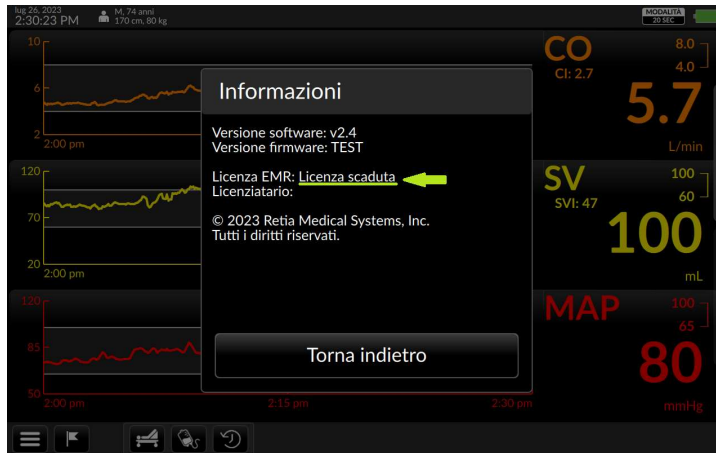 lug 26, 2023
2:30:23 PM
M, 74 anni
170 cm, 80 kg
MODALITÀ
20 SEC
10
6
2
2:00 pm
CO
CI: 2.7
8.0
4.0
5.7
L/min
Informazioni
Versione software: v2.4
Versione firmware: TEST
Licenza EMR: Licenza scaduta
Licenziatario:
© 2023 Retia Medical Systems, Inc.
Tutti i diritti riservati.
Torna indietro
120
70
20
2:00 pm
SV
SVI: 47
100
60
100
mL
120
85
50
2:00 pm
2:15 pm
2:30 pm
MAP
100
65
80
mmHg